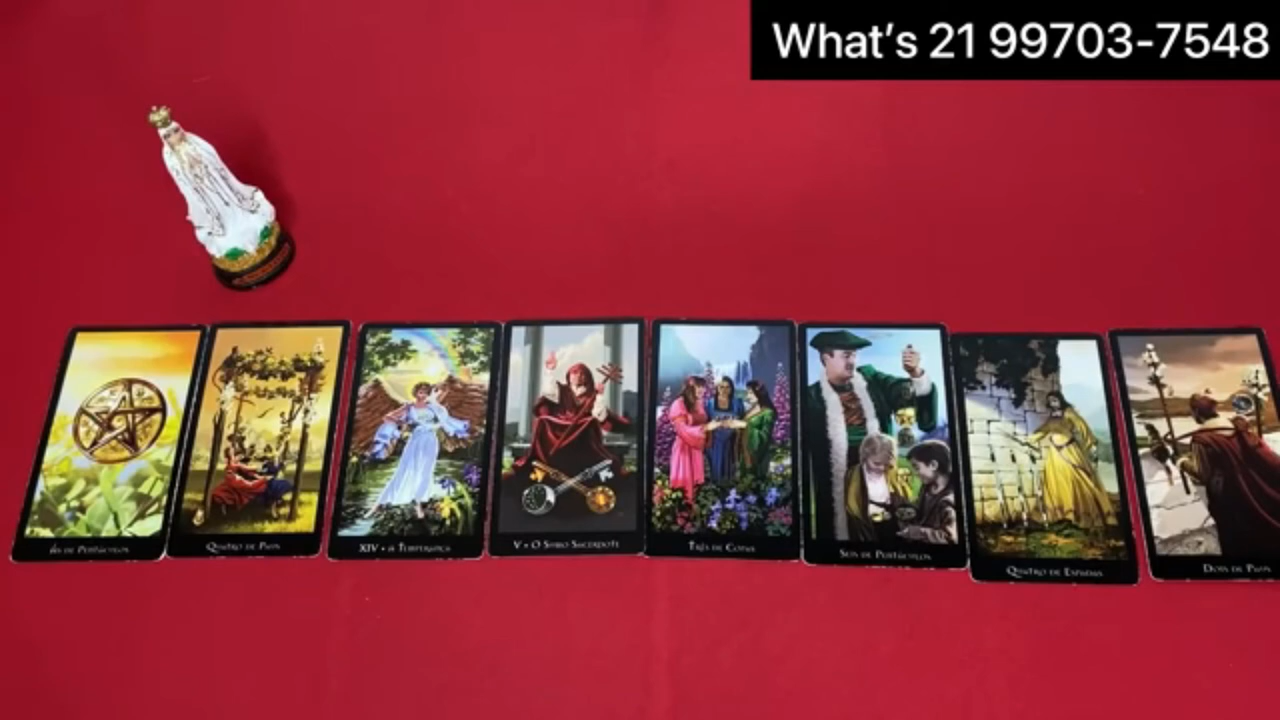 What's 21 99703-7548
Ás de Pentáculos
Quatro de Paus
XIV • A Temperança
V • O Sumo Sacerdote
Três de Copas
Seis de Pentáculos
Quatro de Espadas
Dois de Paus